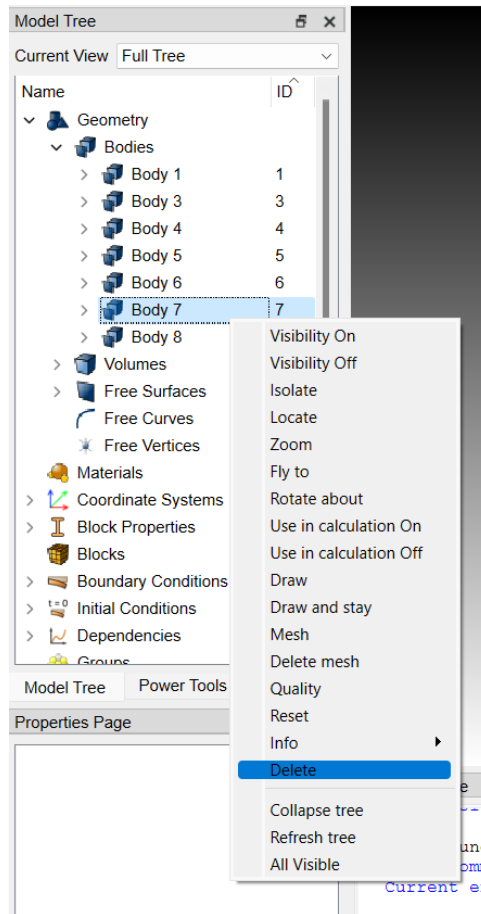 Model Tree
Current View Full Tree
Name ID
Geometry
Bodies
Body 1 1
Body 3 3
Body 4 4
Body 5 5
Body 6 6
Body 7 7
Body 8
Volumes
Free Surfaces
Free Curves
Free Vertices
Materials
Coordinate Systems
Block Properties
Blocks
Boundary Conditions
t=0 Initial Conditions
Dependencies
Groups
Model Tree Power Tools
Properties Page
Visibility On
Visibility Off
Isolate
Locate
Zoom
Fly to
Rotate about
Use in calculation On
Use in calculation Off
Draw
Draw and stay
Mesh
Delete mesh
Quality
Reset
Info
Delete
Collapse tree
Refresh tree
All Visible
Current